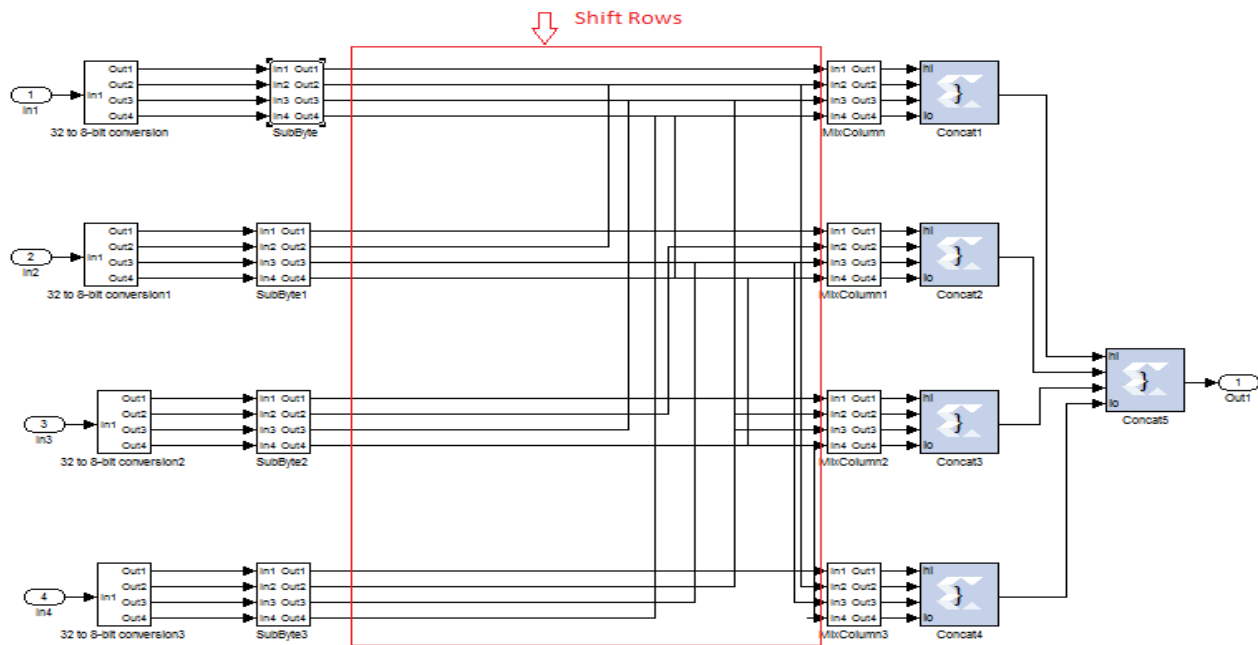 Shift Rows
1
In1
In1
Out1
Out2
Out3
Out4
32 to 8-bit conversion
In1 Out1
In2 Out2
In3 Out3
In4 Out4
SubByte
In1 Out1
In2 Out2
In3 Out3
In4 Out4
MixColumn
hi
}
lo
Concat1
2
In2
In1
Out1
Out2
Out3
Out4
32 to 8-bit conversion1
In1 Out1
In2 Out2
In3 Out3
In4 Out4
SubByte1
In1 Out1
In2 Out2
In3 Out3
In4 Out4
MixColumn1
hi
}
lo
Concat2
3
In3
In1
Out1
Out2
Out3
Out4
32 to 8-bit conversion2
In1 Out1
In2 Out2
In3 Out3
In4 Out4
SubByte2
In1 Out1
In2 Out2
In3 Out3
In4 Out4
MixColumn2
hi
}
lo
Concat3
4
In4
In1
Out1
Out2
Out3
Out4
32 to 8-bit conversion3
In1 Out1
In2 Out2
In3 Out3
In4 Out4
SubByte3
In1 Out1
In2 Out2
In3 Out3
In4 Out4
MixColumn3
hi
}
lo
Concat4
hi
}
lo
Concat5
1
Out1